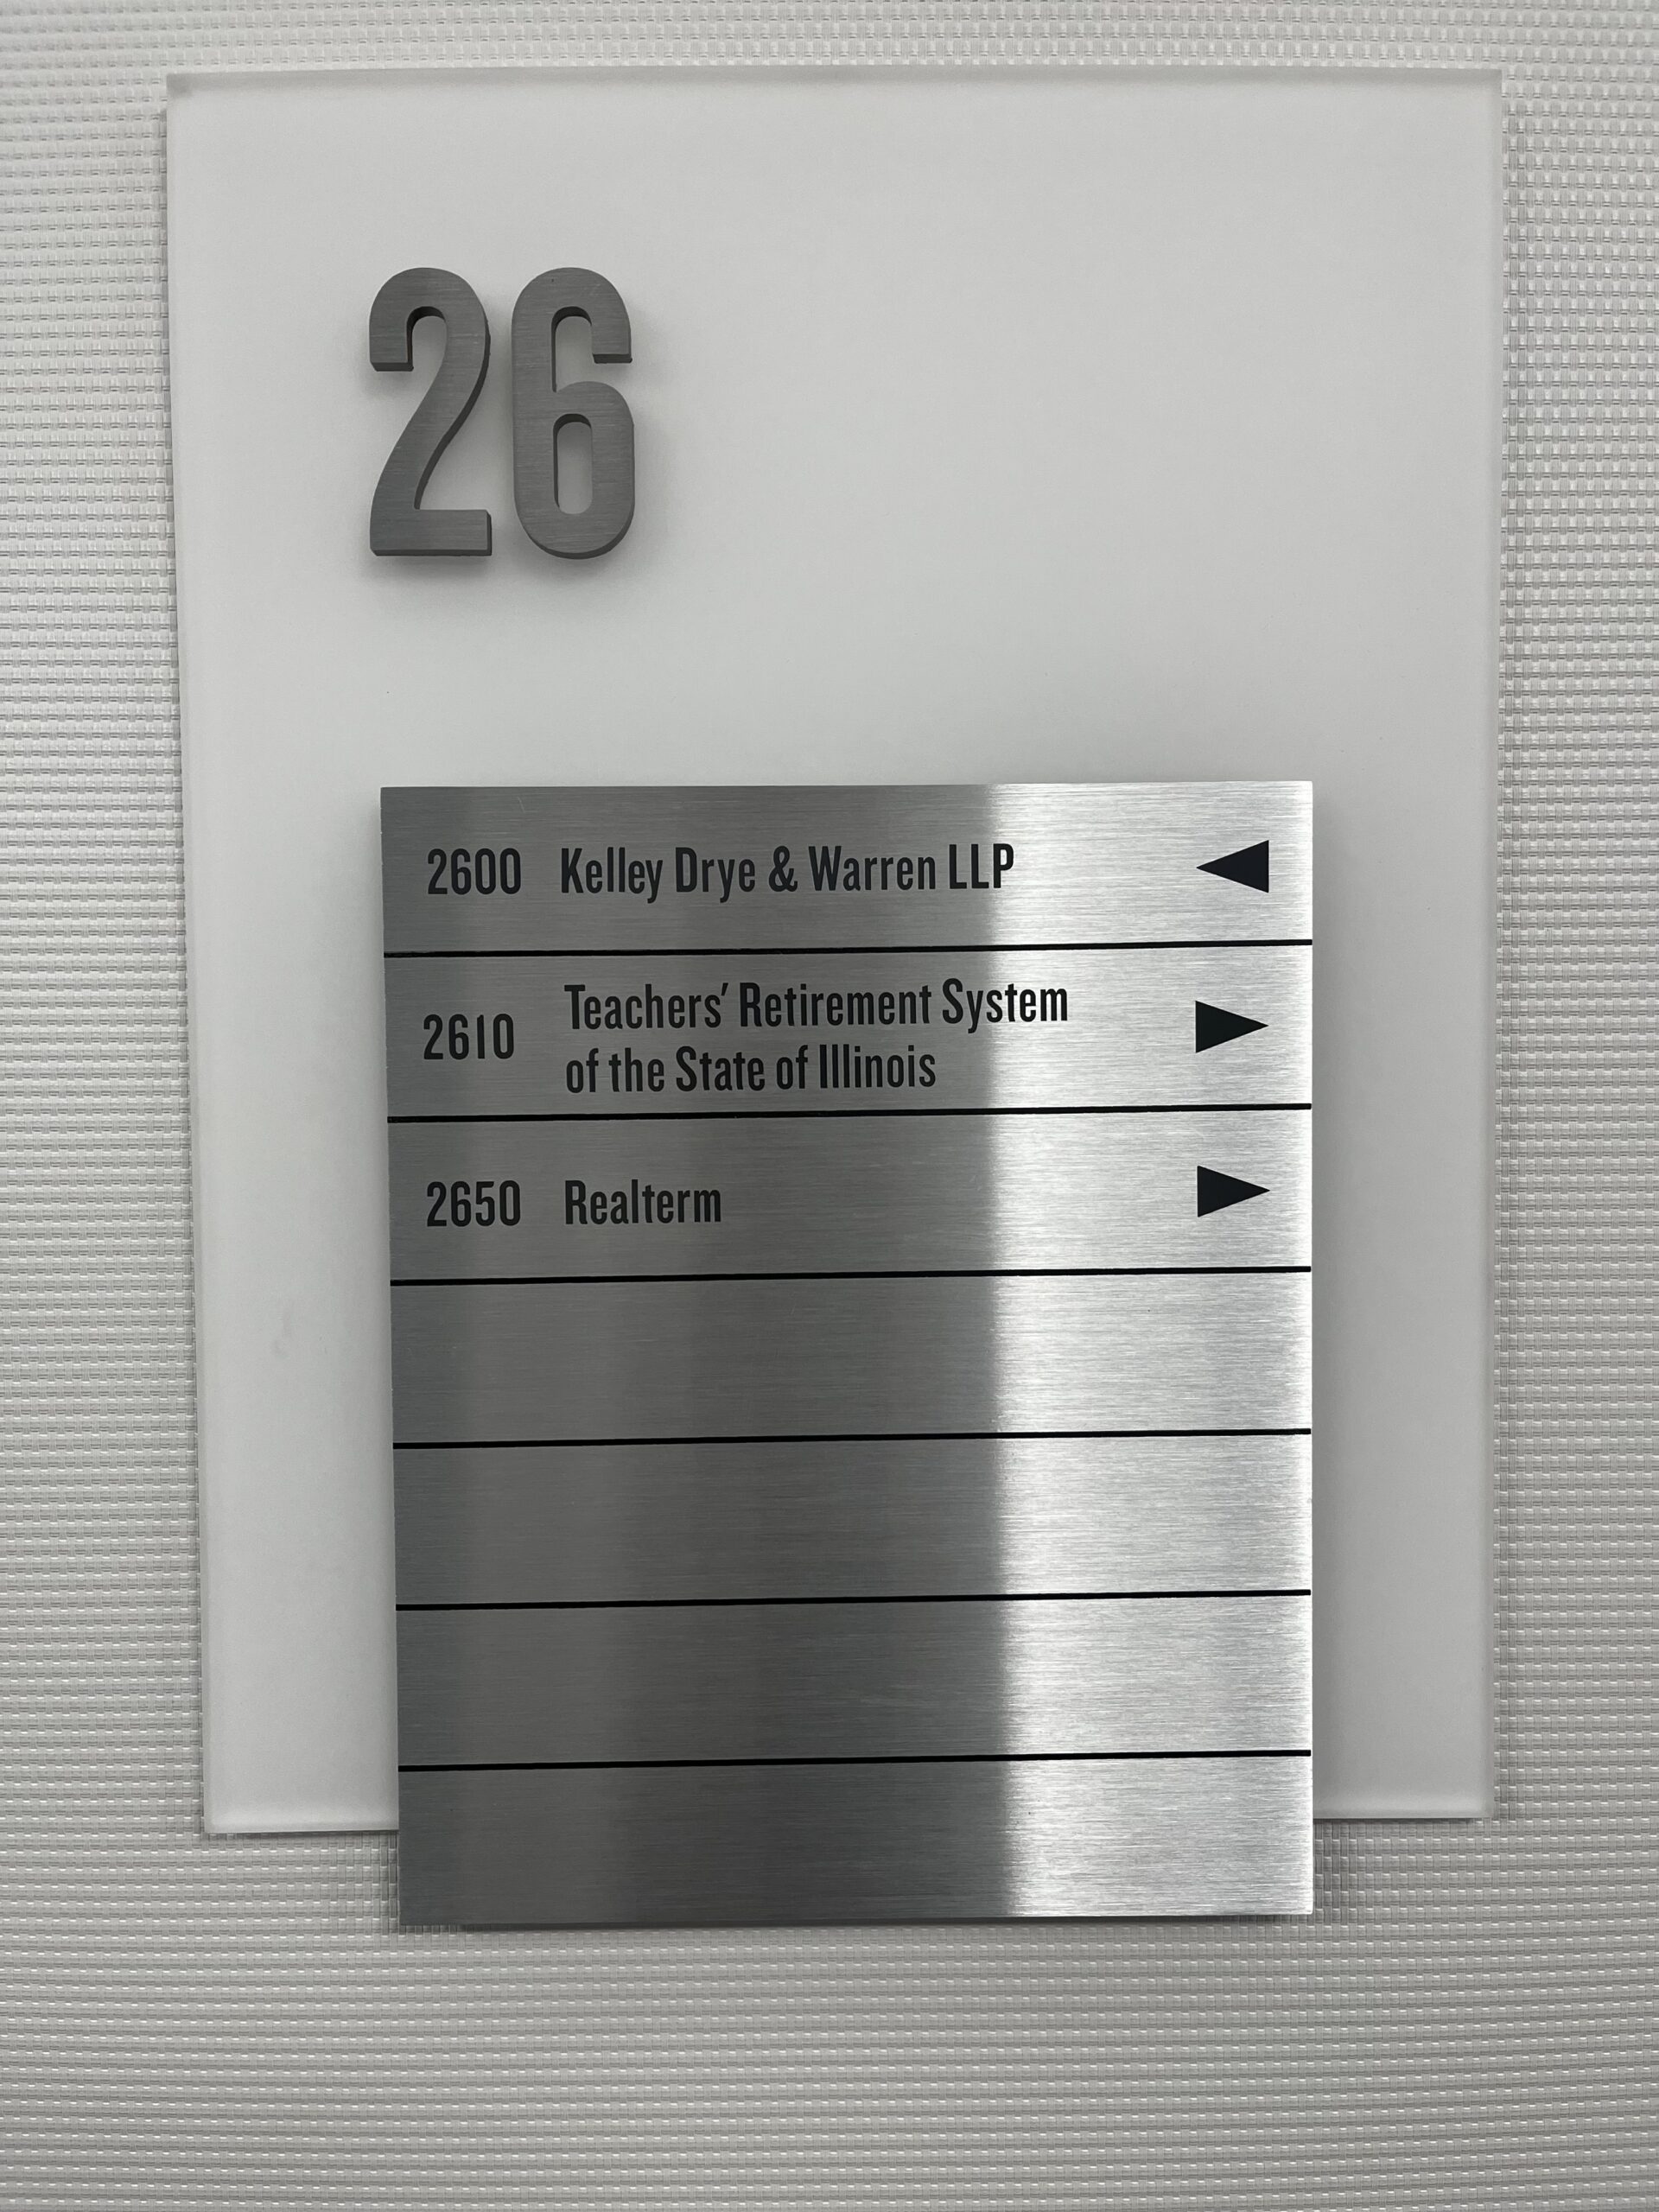 26
2600 Kelley Drye & Warren LLP ◀
2610 Teachers' Retirement System ▶
of the State of Illinois
2650 Realterm ▶